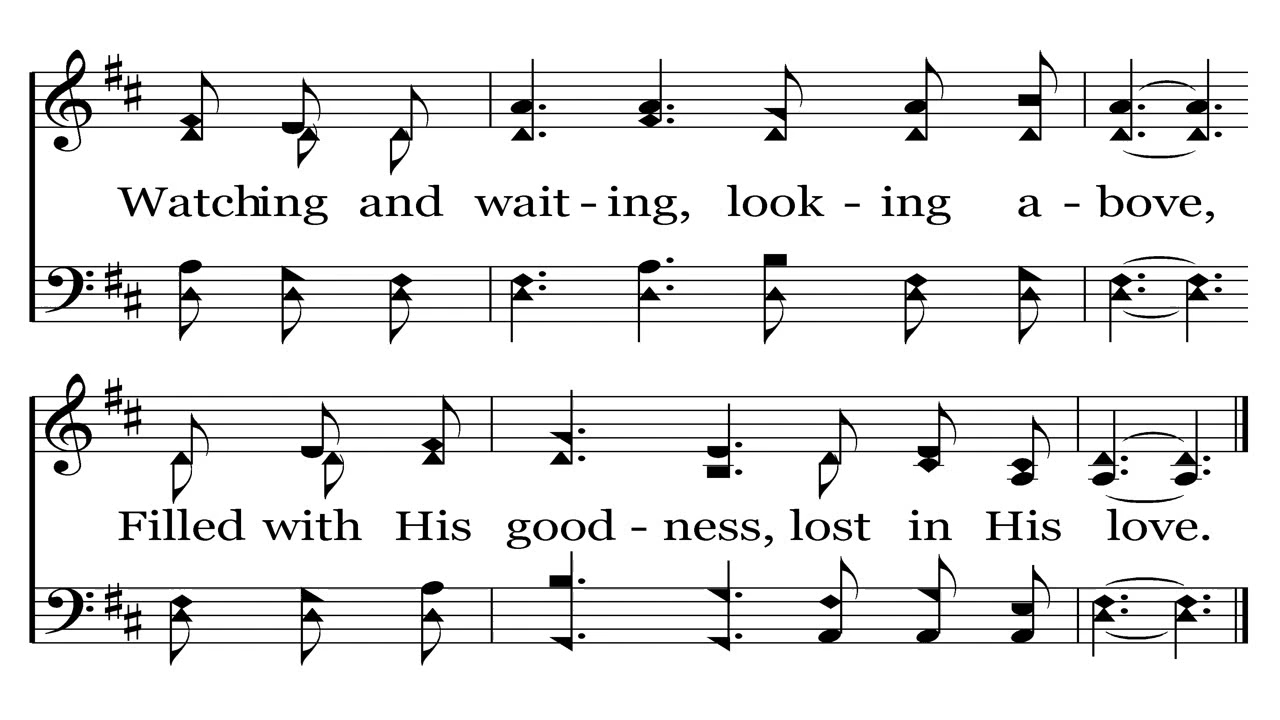 Watching and wait - ing, look - ing a - bove,
Filled with His good - ness, lost in His love.